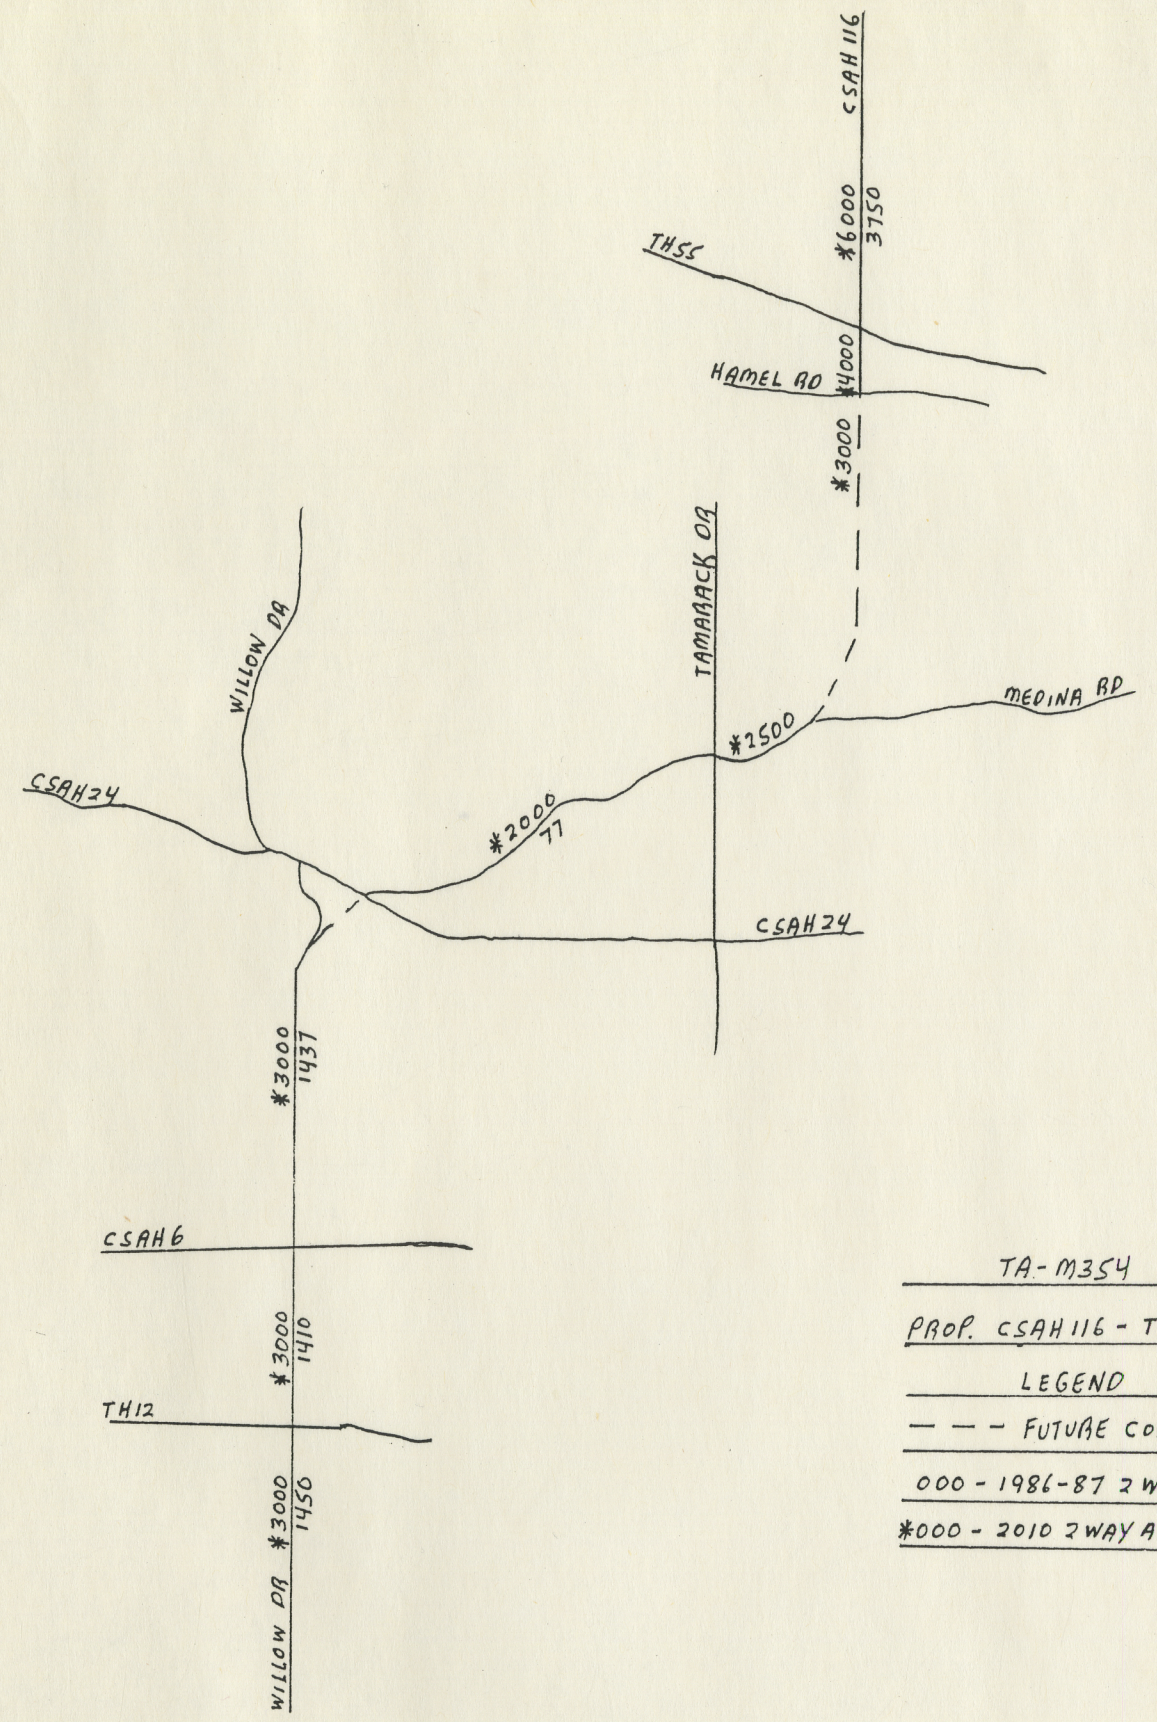 CSAH 116
*6000
3750
TH55
*4000
HAMEL RD
*3000
TAMARACK DR
WILLOW DR
MEDINA RD
*2500
CSAH24
*2000
77
CSAH24
*3000
1437
CSAH6
*3000
1410
TH12
*3000
1450
WILLOW DR
TA-M354
PROP. CSAH 116 - T
LEGEND
--- FUTURE CO
000 - 1986-87 2 W
*000 - 2010 2 WAY A